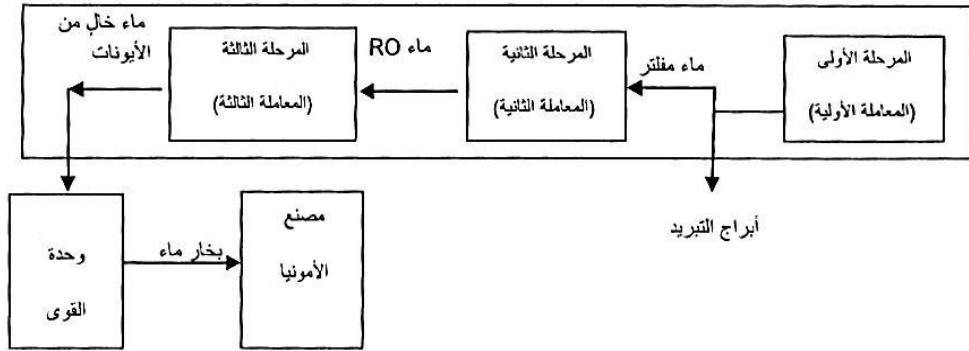 المرحلة الأولى
(المعاملة الأولية)
ماء مفلتر
المرحلة الثانية
(المعاملة الثانية)
ماء RO
المرحلة الثالثة
(المعاملة الثالثة)
ماء خالٍ من
الأيونات
أبراج التبريد
وحدة
القوى
بخار ماء
مصنع
الأمونيا